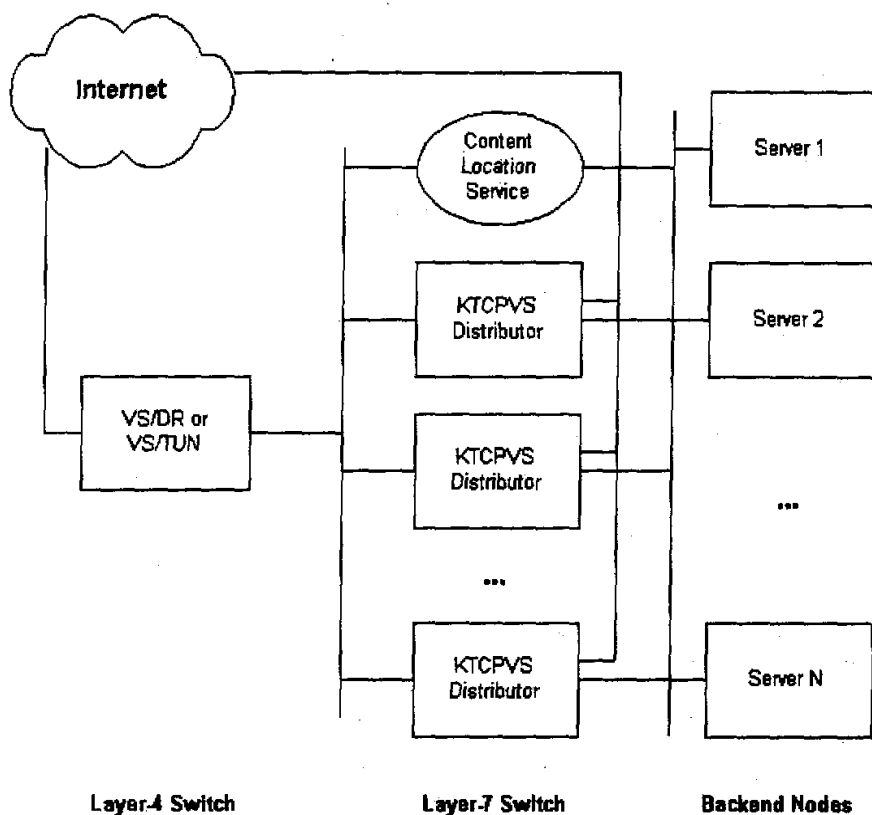 Internet
Content
Location
Service
Server 1
KTCPVS
Distributor
Server 2
VS/DR or
VS/TUN
KTCPVS
Distributor
...
...
KTCPVS
Distributor
Server N
Layer-4 Switch
Layer-7 Switch
Backend Nodes